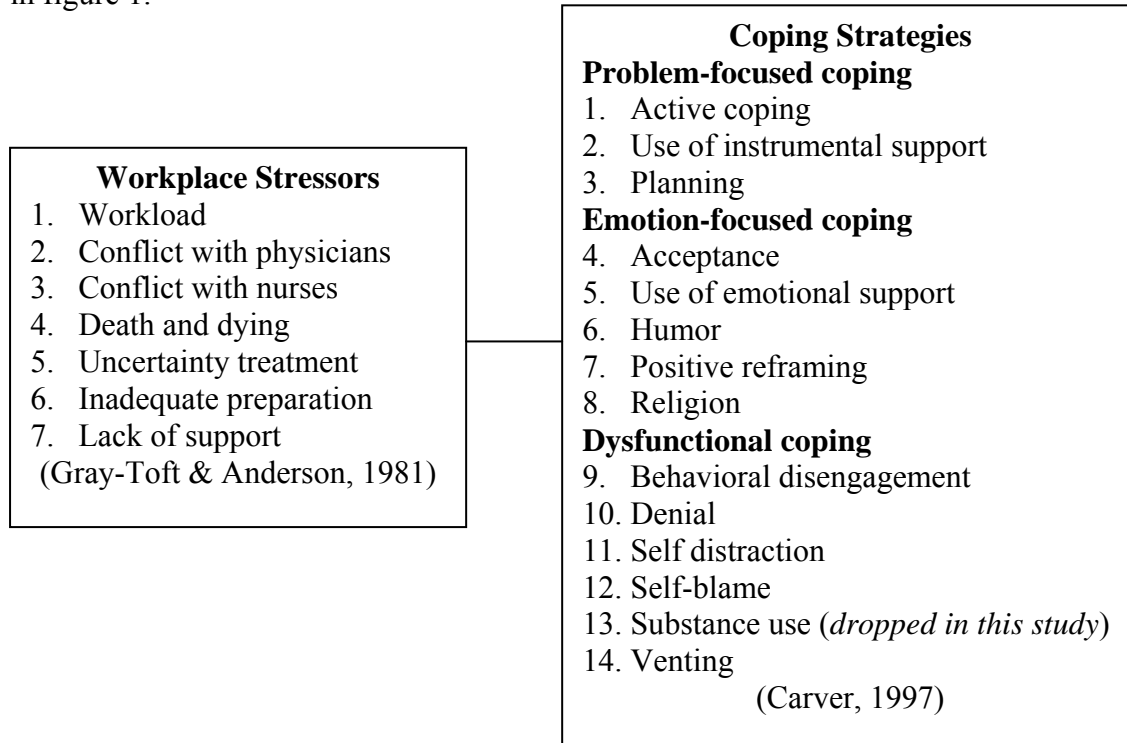 in figure 1.
Workplace Stressors
1. Workload
2. Conflict with physicians
3. Conflict with nurses
4. Death and dying
5. Uncertainty treatment
6. Inadequate preparation
7. Lack of support
(Gray-Toft & Anderson, 1981)
Coping Strategies
Problem-focused coping
1. Active coping
2. Use of instrumental support
3. Planning
Emotion-focused coping
4. Acceptance
5. Use of emotional support
6. Humor
7. Positive reframing
8. Religion
Dysfunctional coping
9. Behavioral disengagement
10. Denial
11. Self distraction
12. Self-blame
13. Substance use (dropped in this study)
14. Venting
(Carver, 1997)